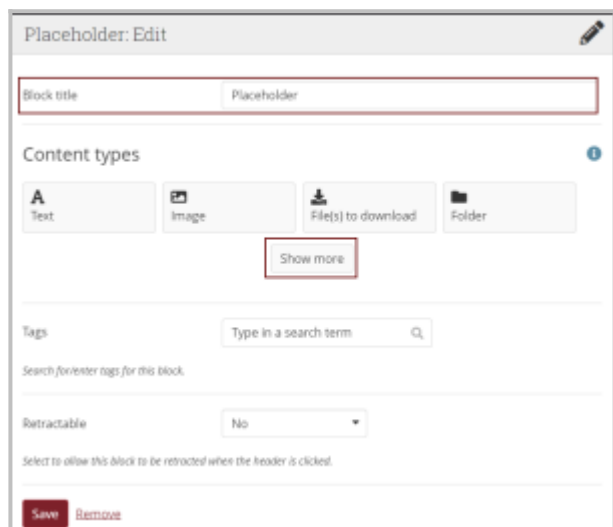 Placeholder: Edit
Block title Placeholder
Content types
Text Image File(s) to download Folder
Show more
Tags Type in a search term
Search for/enter tags for this block.
Retractable No
Select to allow this block to be retracted when the header is clicked.
Save Remove